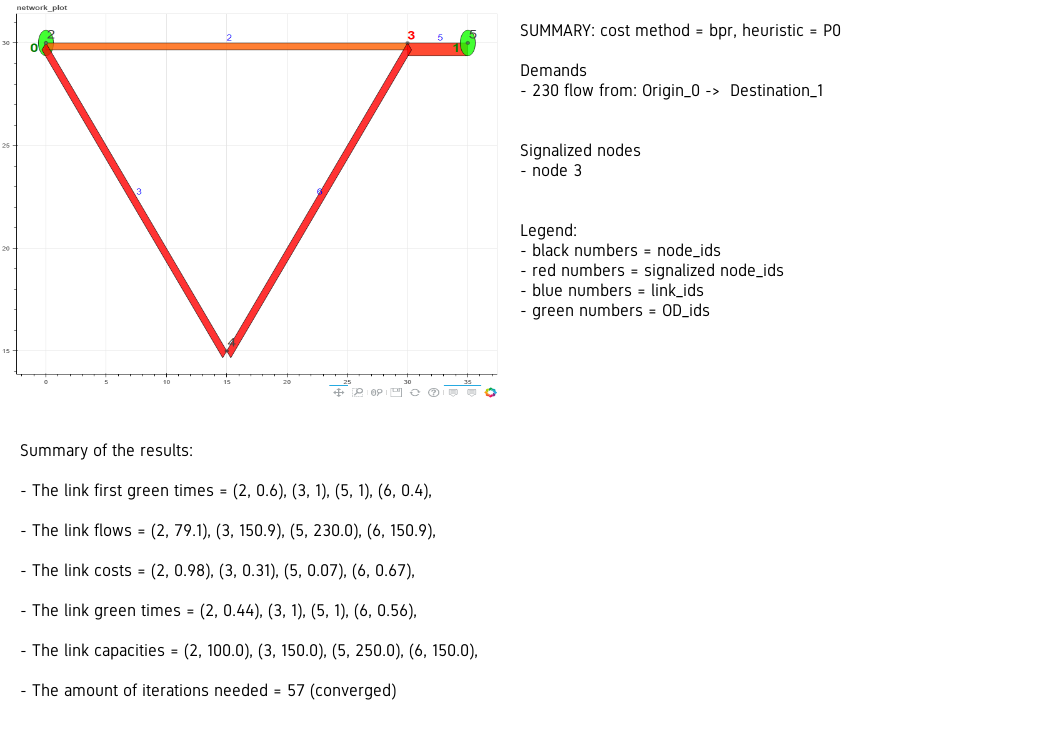 network_plot
2
5
0
2
3
5
1
30
25
20
15
3
6
4
0
5
10
15
20
25
30
35
SUMMARY: cost method = bpr, heuristic = P0
Demands
- 230 flow from: Origin_0 -> Destination_1
Signalized nodes
- node 3
Legend:
- black numbers = node_ids
- red numbers = signalized node_ids
- blue numbers = link_ids
- green numbers = OD_ids
Summary of the results:
- The link first green times = (2, 0.6), (3, 1), (5, 1), (6, 0.4),
- The link flows = (2, 79.1), (3, 150.9), (5, 230.0), (6, 150.9),
- The link costs = (2, 0.98), (3, 0.31), (5, 0.07), (6, 0.67),
- The link green times = (2, 0.44), (3, 1), (5, 1), (6, 0.56),
- The link capacities = (2, 100.0), (3, 150.0), (5, 250.0), (6, 150.0),
- The amount of iterations needed = 57 (converged)